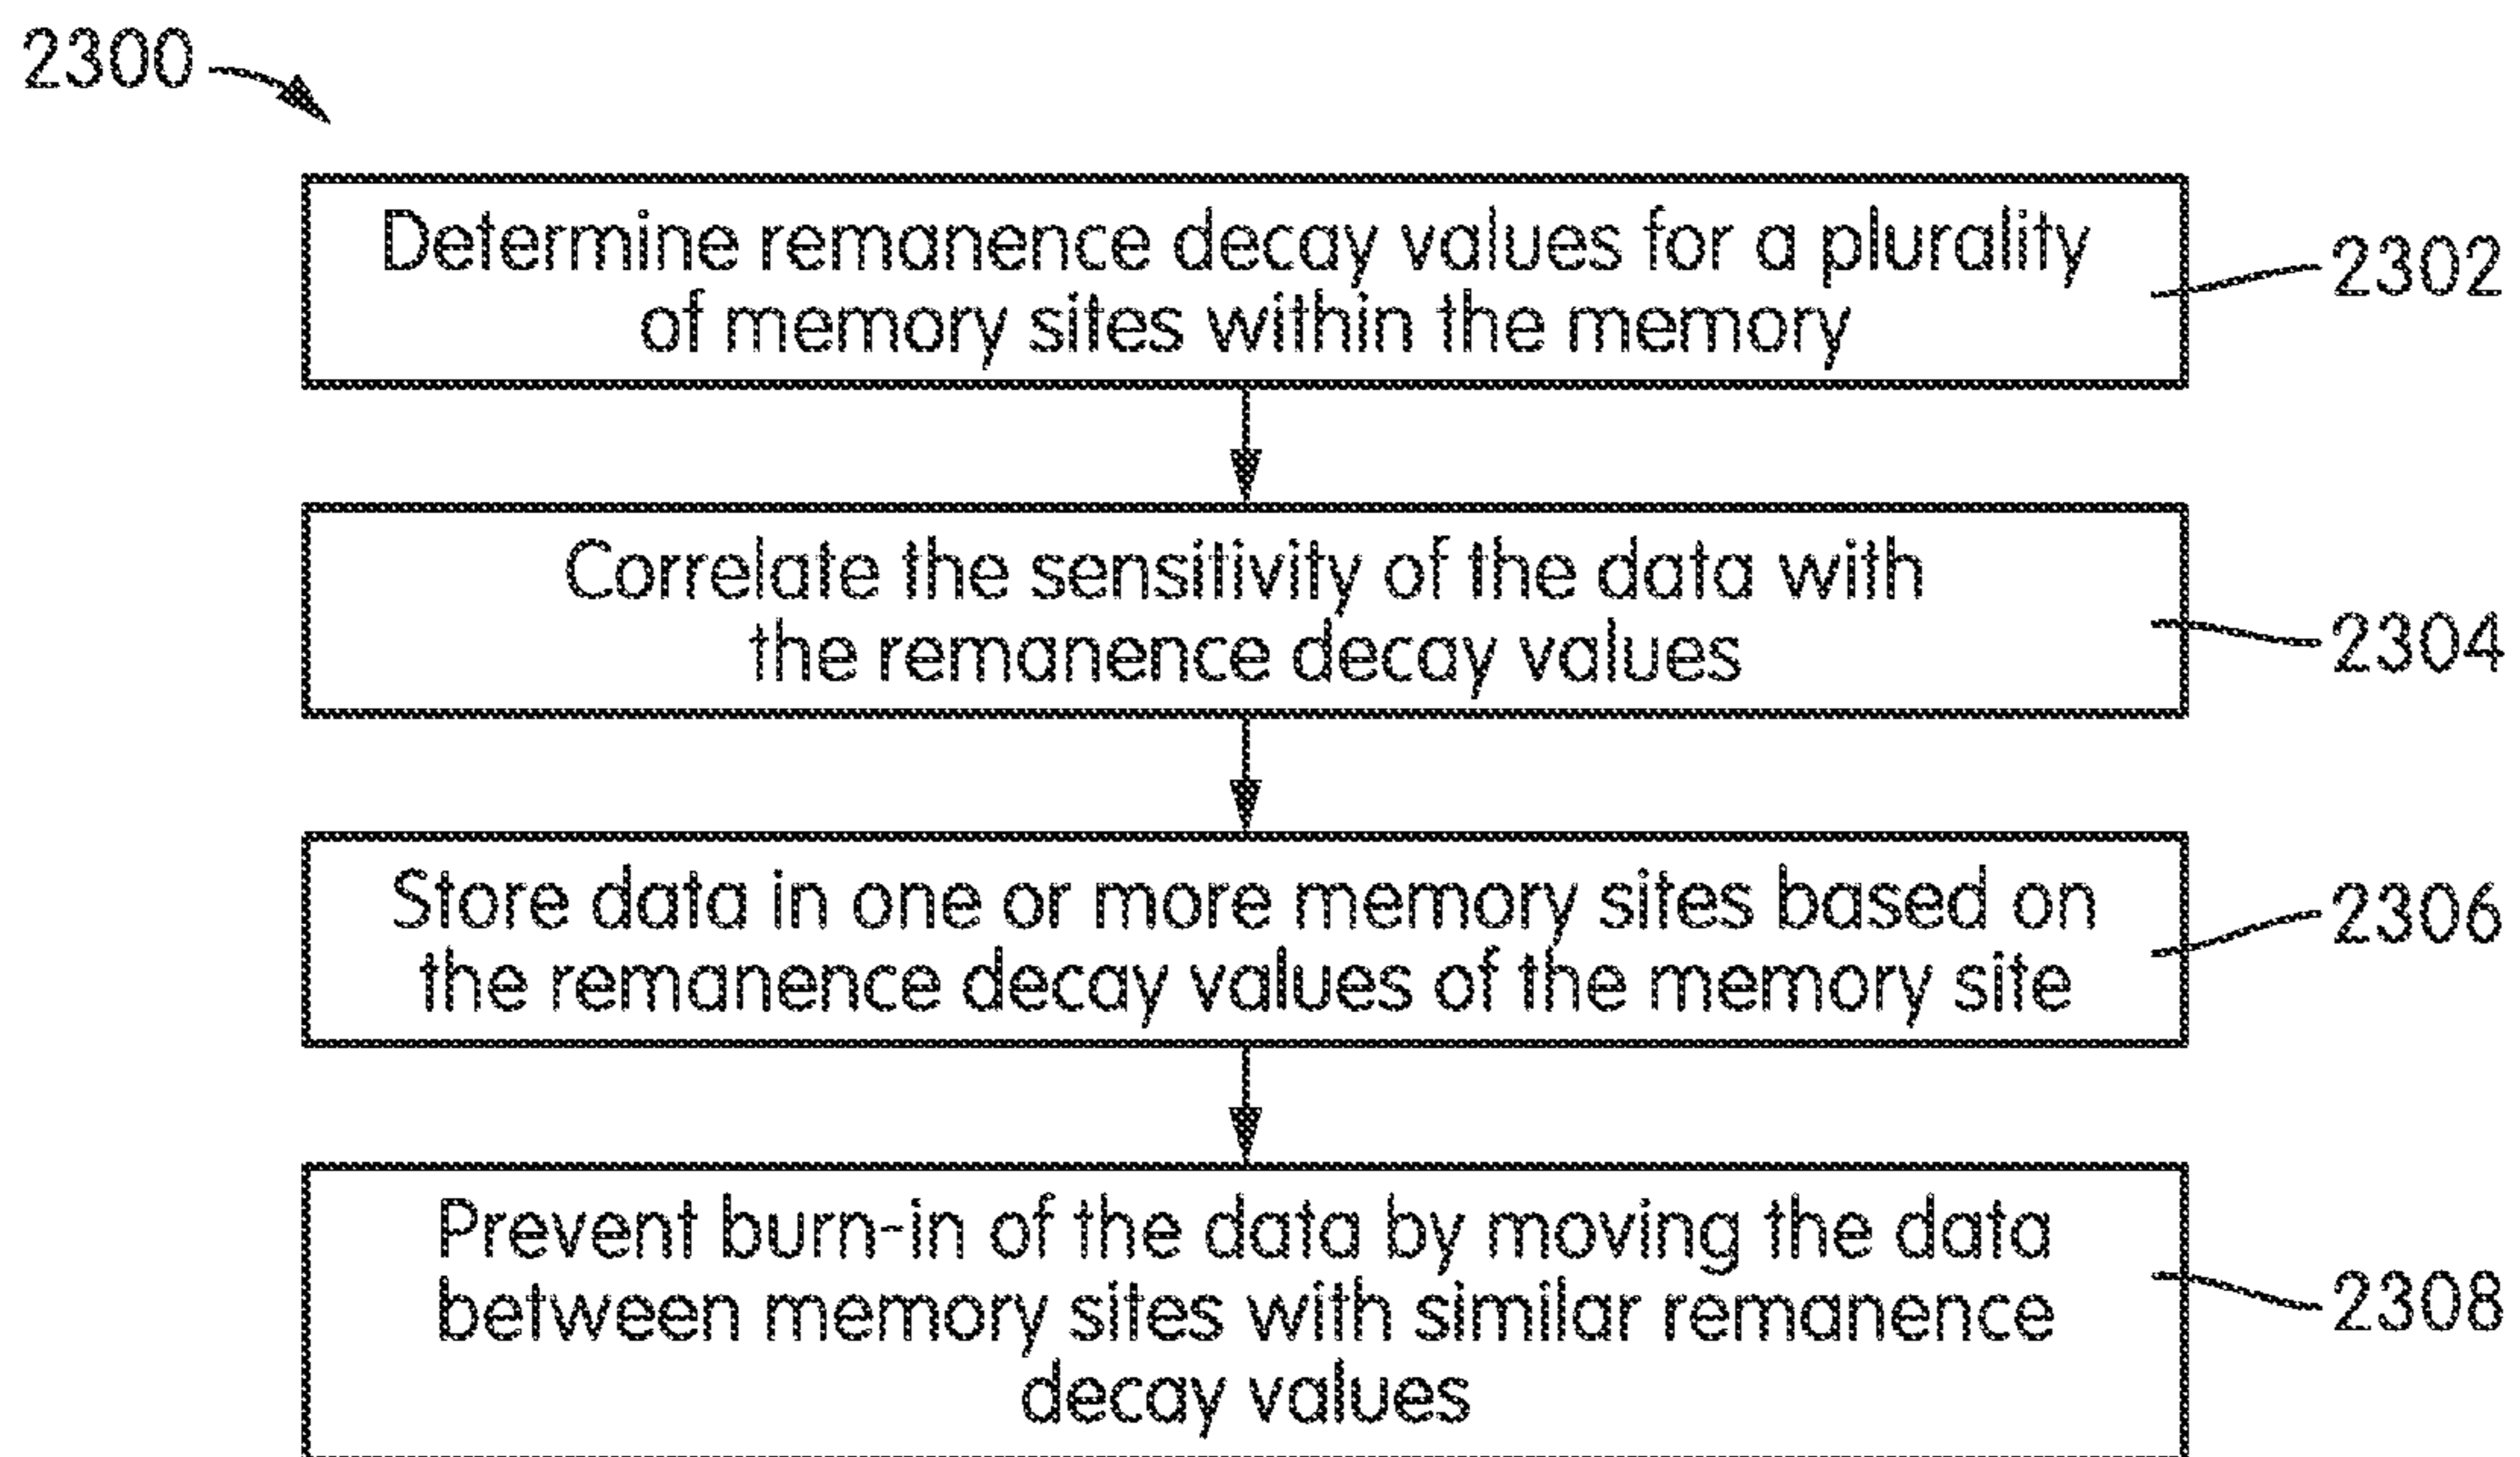 2300
Determine remanence decay values for a plurality
of memory sites within the memory
2302
Correlate the sensitivity of the data with
the remanence decay values
2304
Store data in one or more memory sites based on
the remanence decay values of the memory site
2306
Prevent burn-in of the data by moving the data
between memory sites with similar remanence
decay values
2308